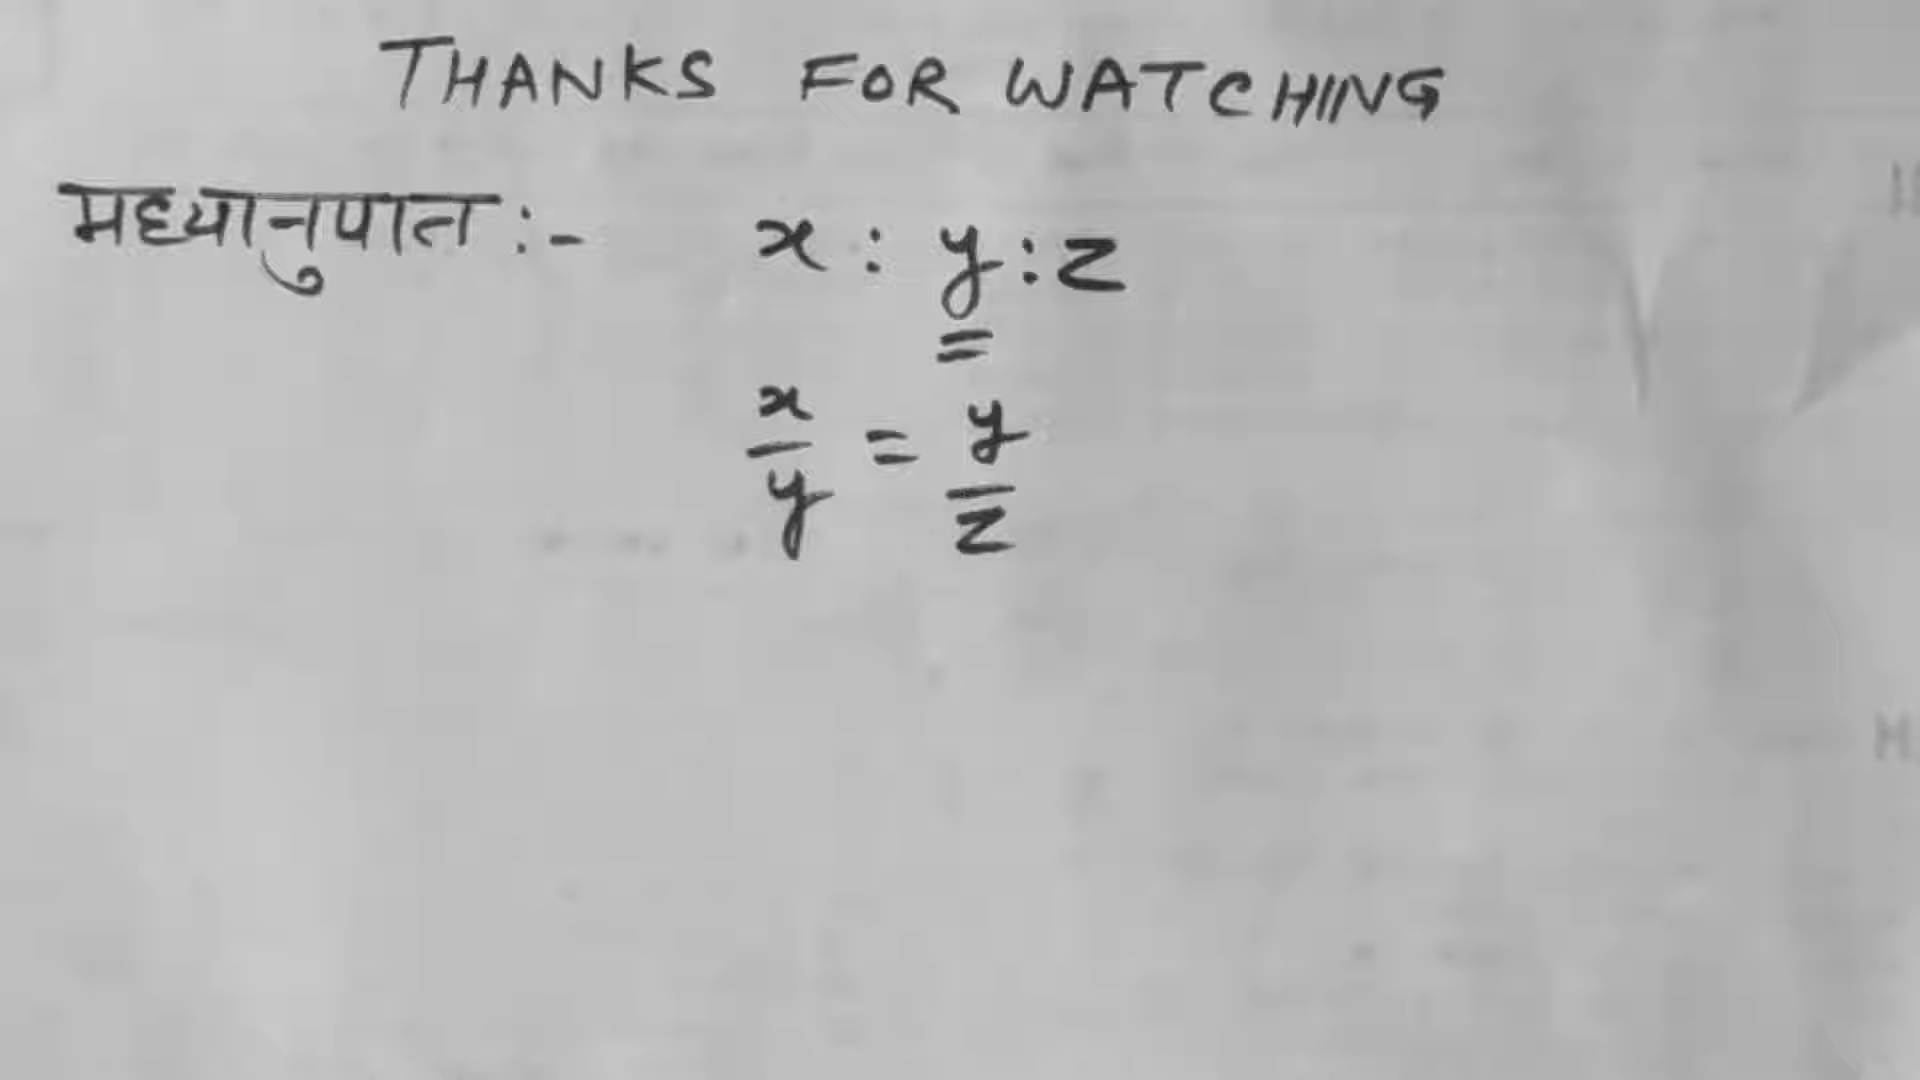 THANKS FOR WATCHING
मध्यानुपात :- x : y : z
x/y = y/z